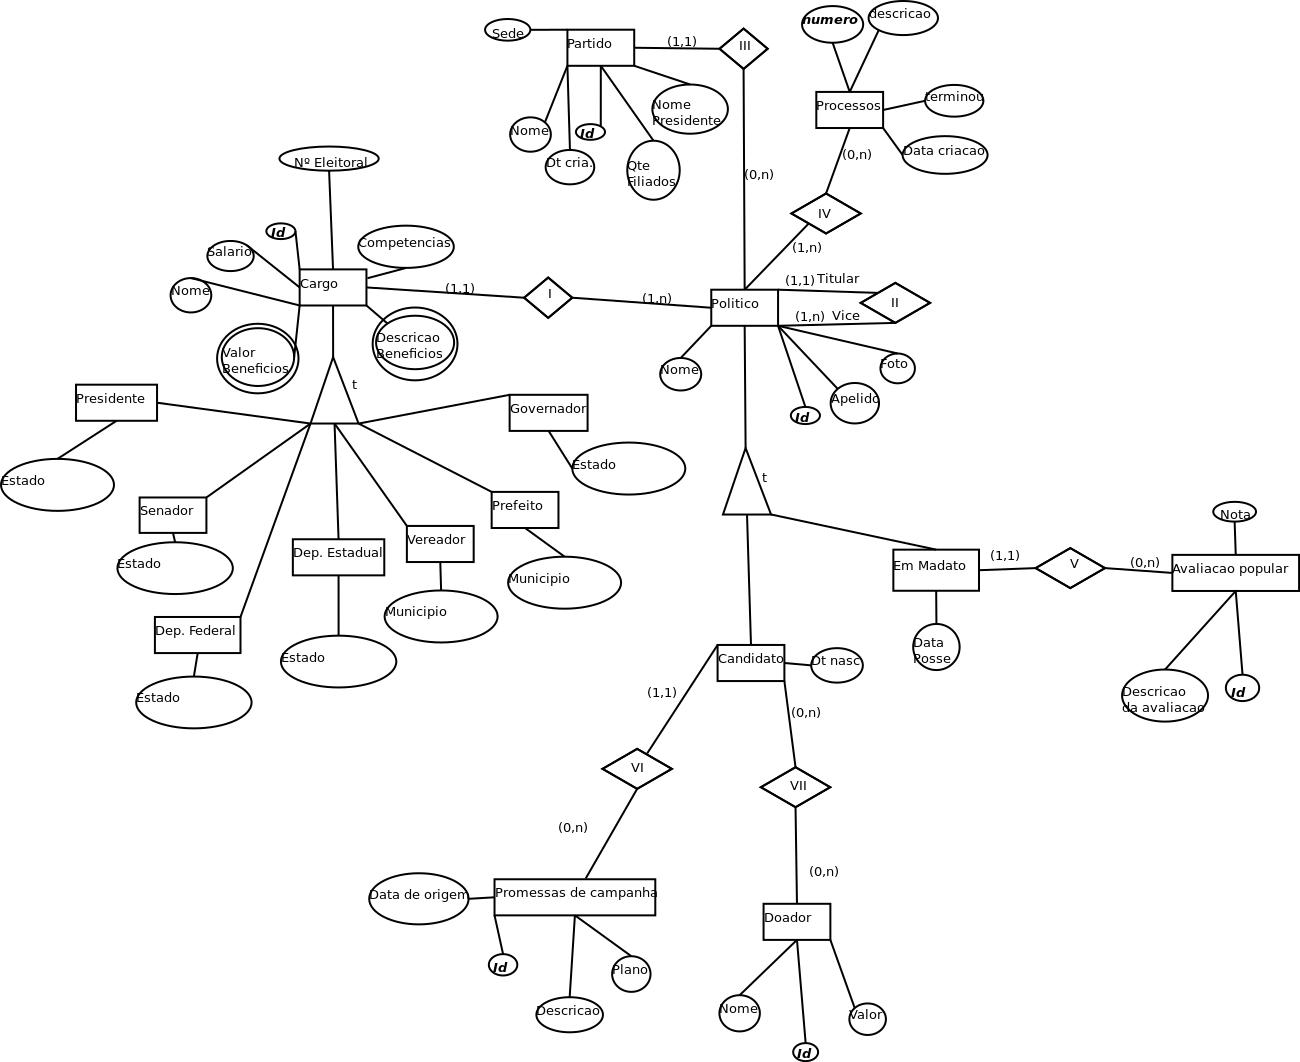 numero
descricao
Sede
Partido
(1,1)
III
terminou
Processos
Nome
Presidente
Nome
Id
Data criacao
(0,n)
Dt cria.
Qte
Filiados
Nº Eleitoral
(0,n)
IV
Id
Competencias
(1,n)
Salario
(1,1) Titular
Cargo
(1,1)
I
Nome
(1,n)
Politico
II
(1,n) Vice
Descricao
Beneficios
Valor
Beneficios
Nome
Foto
t
Presidente
Apelido
Governador
Id
Estado
t
Estado
Senador
Prefeito
Nota
Vereador
Dep. Estadual
(1,1)
V
(0,n)
Estado
Em Madato
Avaliacao popular
Municipio
Municipio
Dep. Federal
Data
Posse
Estado
Candidato
Dt nasc
Estado
(1,1)
Descricao
da avaliacao
Id
(0,n)
VI
VII
(0,n)
(0,n)
Data de origem
Promessas de campanha
Doador
Id
Plano
Descricao
Nome
Valor
Id